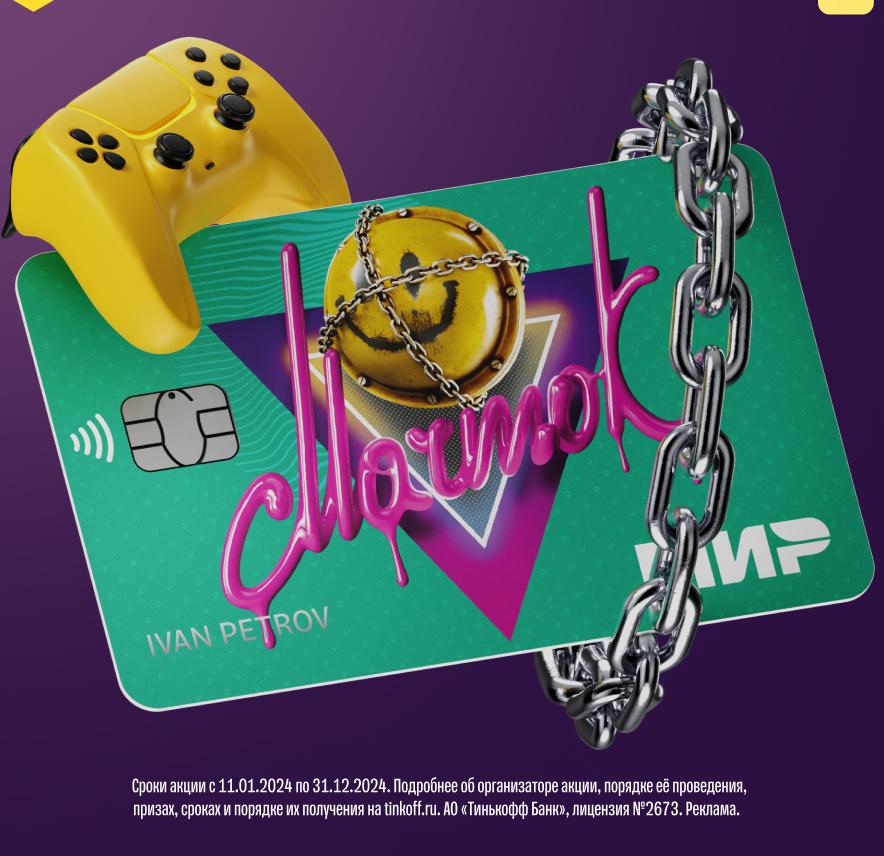 Marmok
МИР
IVAN PETROV
Сроки акции с 11.01.2024 по 31.12.2024. Подробнее об организаторе акции, порядке её проведения,
призах, сроках и порядке их получения на tinkoff.ru. АО «Тинькофф Банк», лицензия №2673. Реклама.